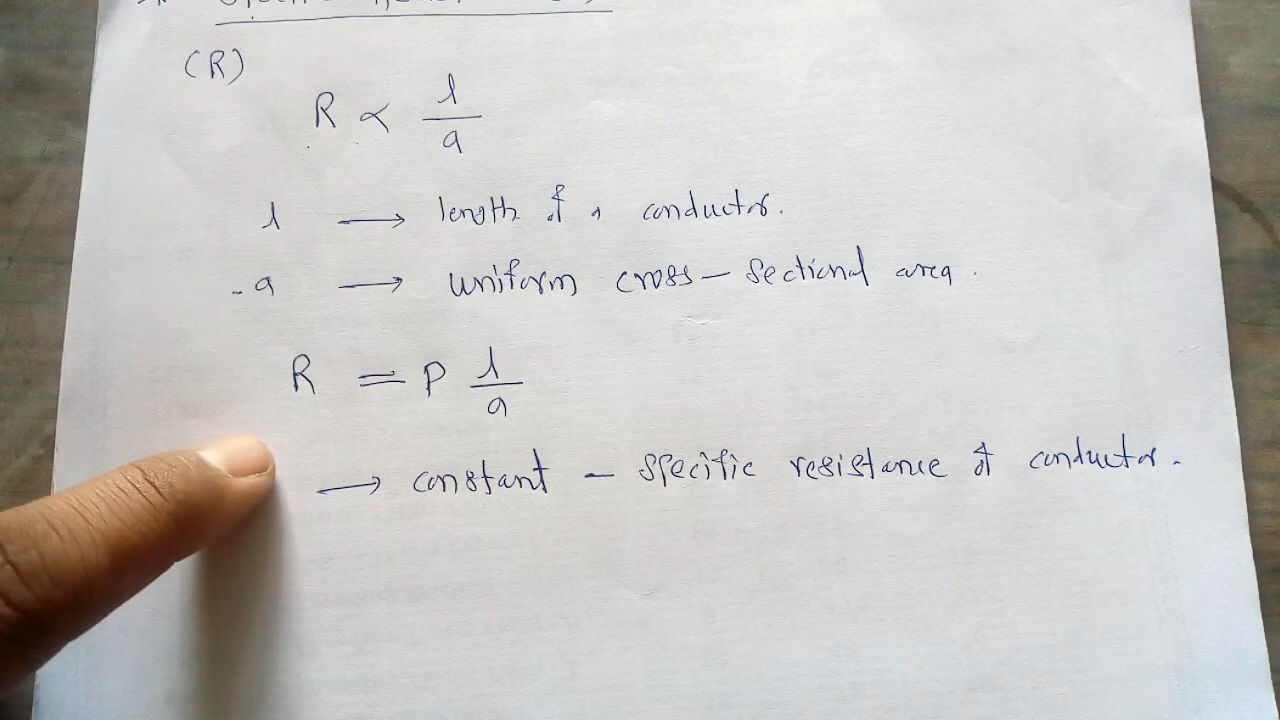 (R)
R ∝ l/a
l → length of a conductor.
a → uniform cross-sectional area.
R = ρ l/a
→ constant - specific resistance of conductor.